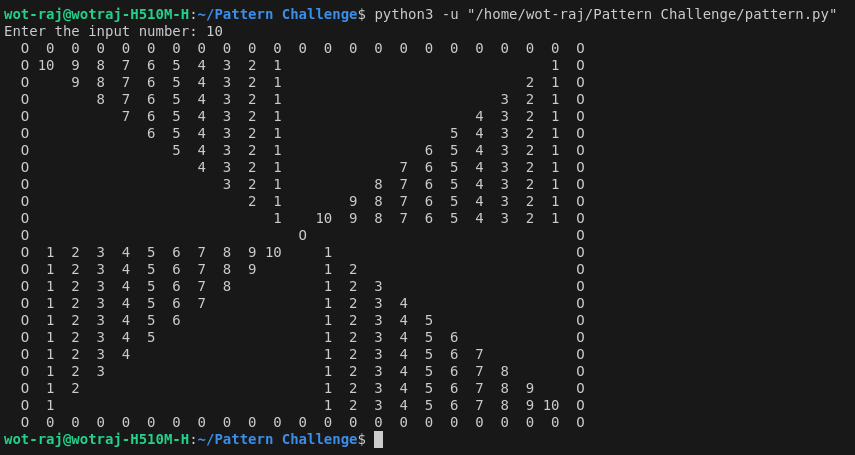 wot-raj@wotraj-H510M-H:~/Pattern Challenge$ python3 -u "/home/wot-raj/Pattern Challenge/pattern.py"
Enter the input number: 10
  O  0  0  0  0  0  0  0  0  0  0  0  0  0  0  0  0  0  0  0  0  0  O
  O 10  9  8  7  6  5  4  3  2  1                                1  O
  O     9  8  7  6  5  4  3  2  1                             2  1  O
  O        8  7  6  5  4  3  2  1                          3  2  1  O
  O           7  6  5  4  3  2  1                       4  3  2  1  O
  O              6  5  4  3  2  1                    5  4  3  2  1  O
  O                 5  4  3  2  1                 6  5  4  3  2  1  O
  O                    4  3  2  1              7  6  5  4  3  2  1  O
  O                       3  2  1           8  7  6  5  4  3  2  1  O
  O                          2  1        9  8  7  6  5  4  3  2  1  O
  O                             1    10  9  8  7  6  5  4  3  2  1  O
  O                                O                                O
  O  1  2  3  4  5  6  7  8  9 10     1                             O
  O  1  2  3  4  5  6  7  8  9        1  2                          O
  O  1  2  3  4  5  6  7  8           1  2  3                       O
  O  1  2  3  4  5  6  7              1  2  3  4                    O
  O  1  2  3  4  5  6                 1  2  3  4  5                 O
  O  1  2  3  4  5                    1  2  3  4  5  6              O
  O  1  2  3  4                       1  2  3  4  5  6  7           O
  O  1  2  3                          1  2  3  4  5  6  7  8        O
  O  1  2                             1  2  3  4  5  6  7  8  9     O
  O  1                                1  2  3  4  5  6  7  8  9 10  O
  O  0  0  0  0  0  0  0  0  0  0  0  0  0  0  0  0  0  0  0  0  0  O
wot-raj@wotraj-H510M-H:~/Pattern Challenge$